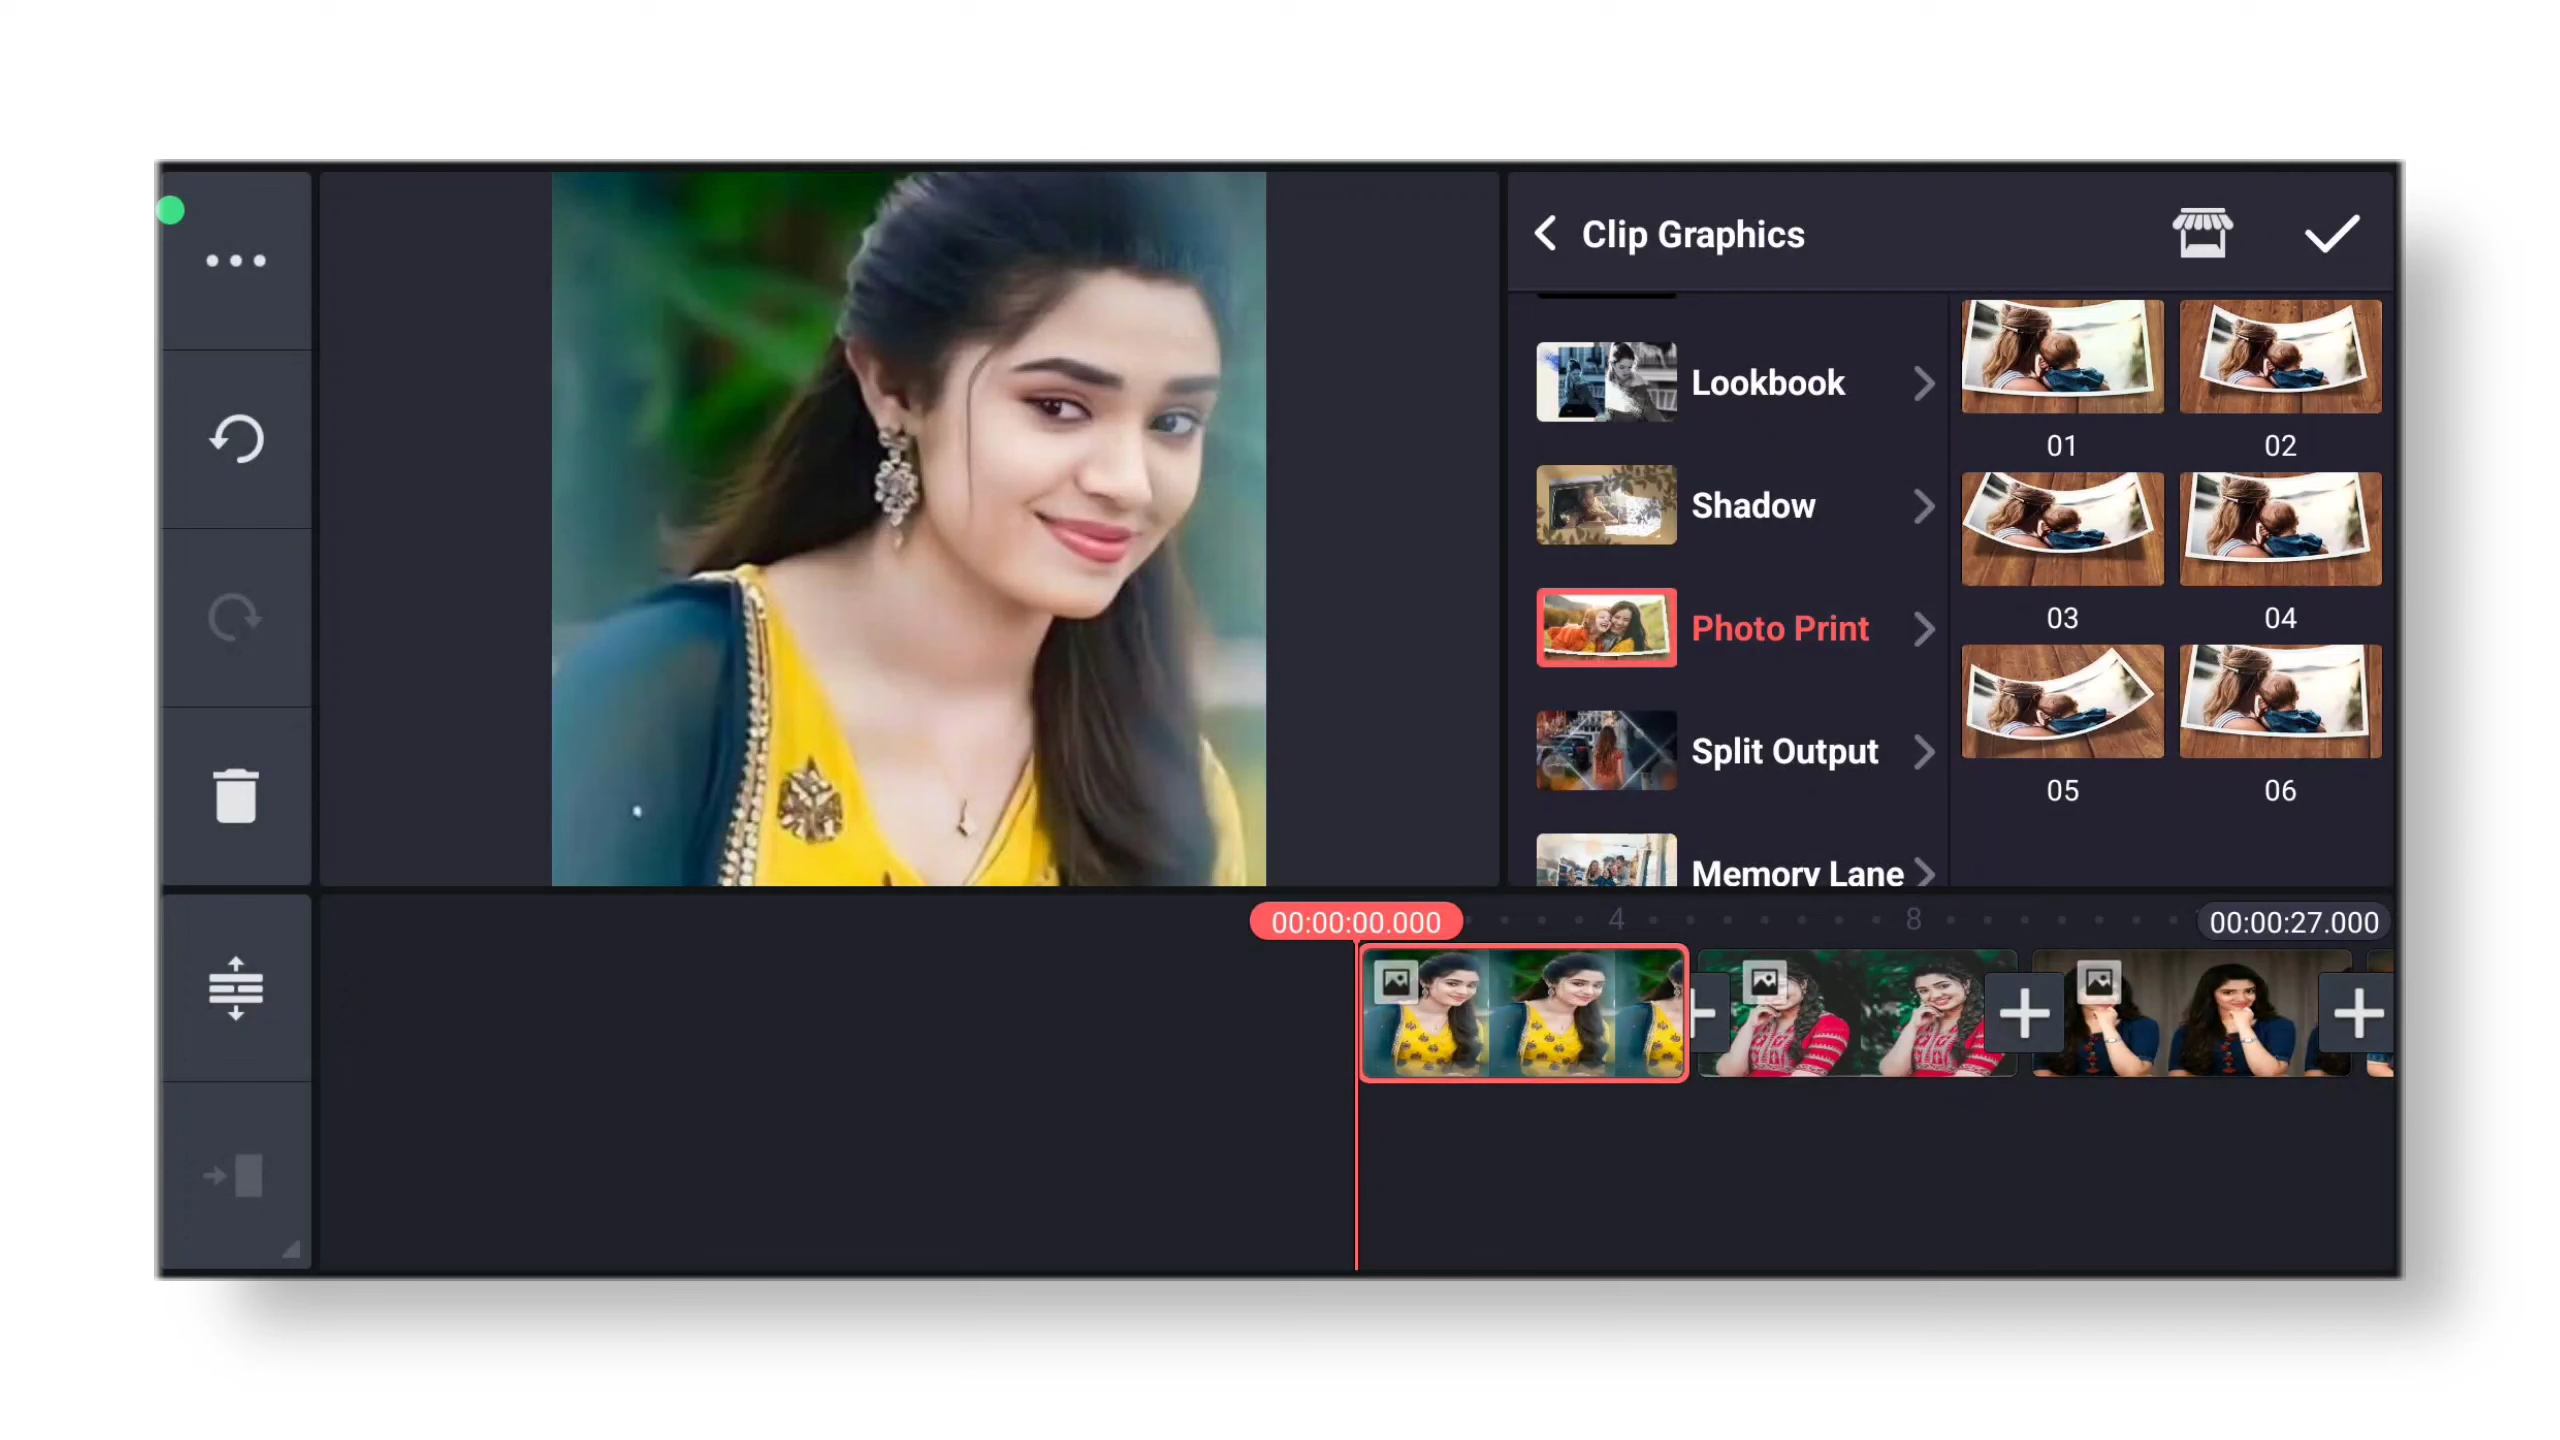 Clip Graphics
Lookbook
Shadow
Photo Print
Split Output
Memory Lane
01
02
03
04
05
06
00:00:00.000
4
8
00:00:27.000